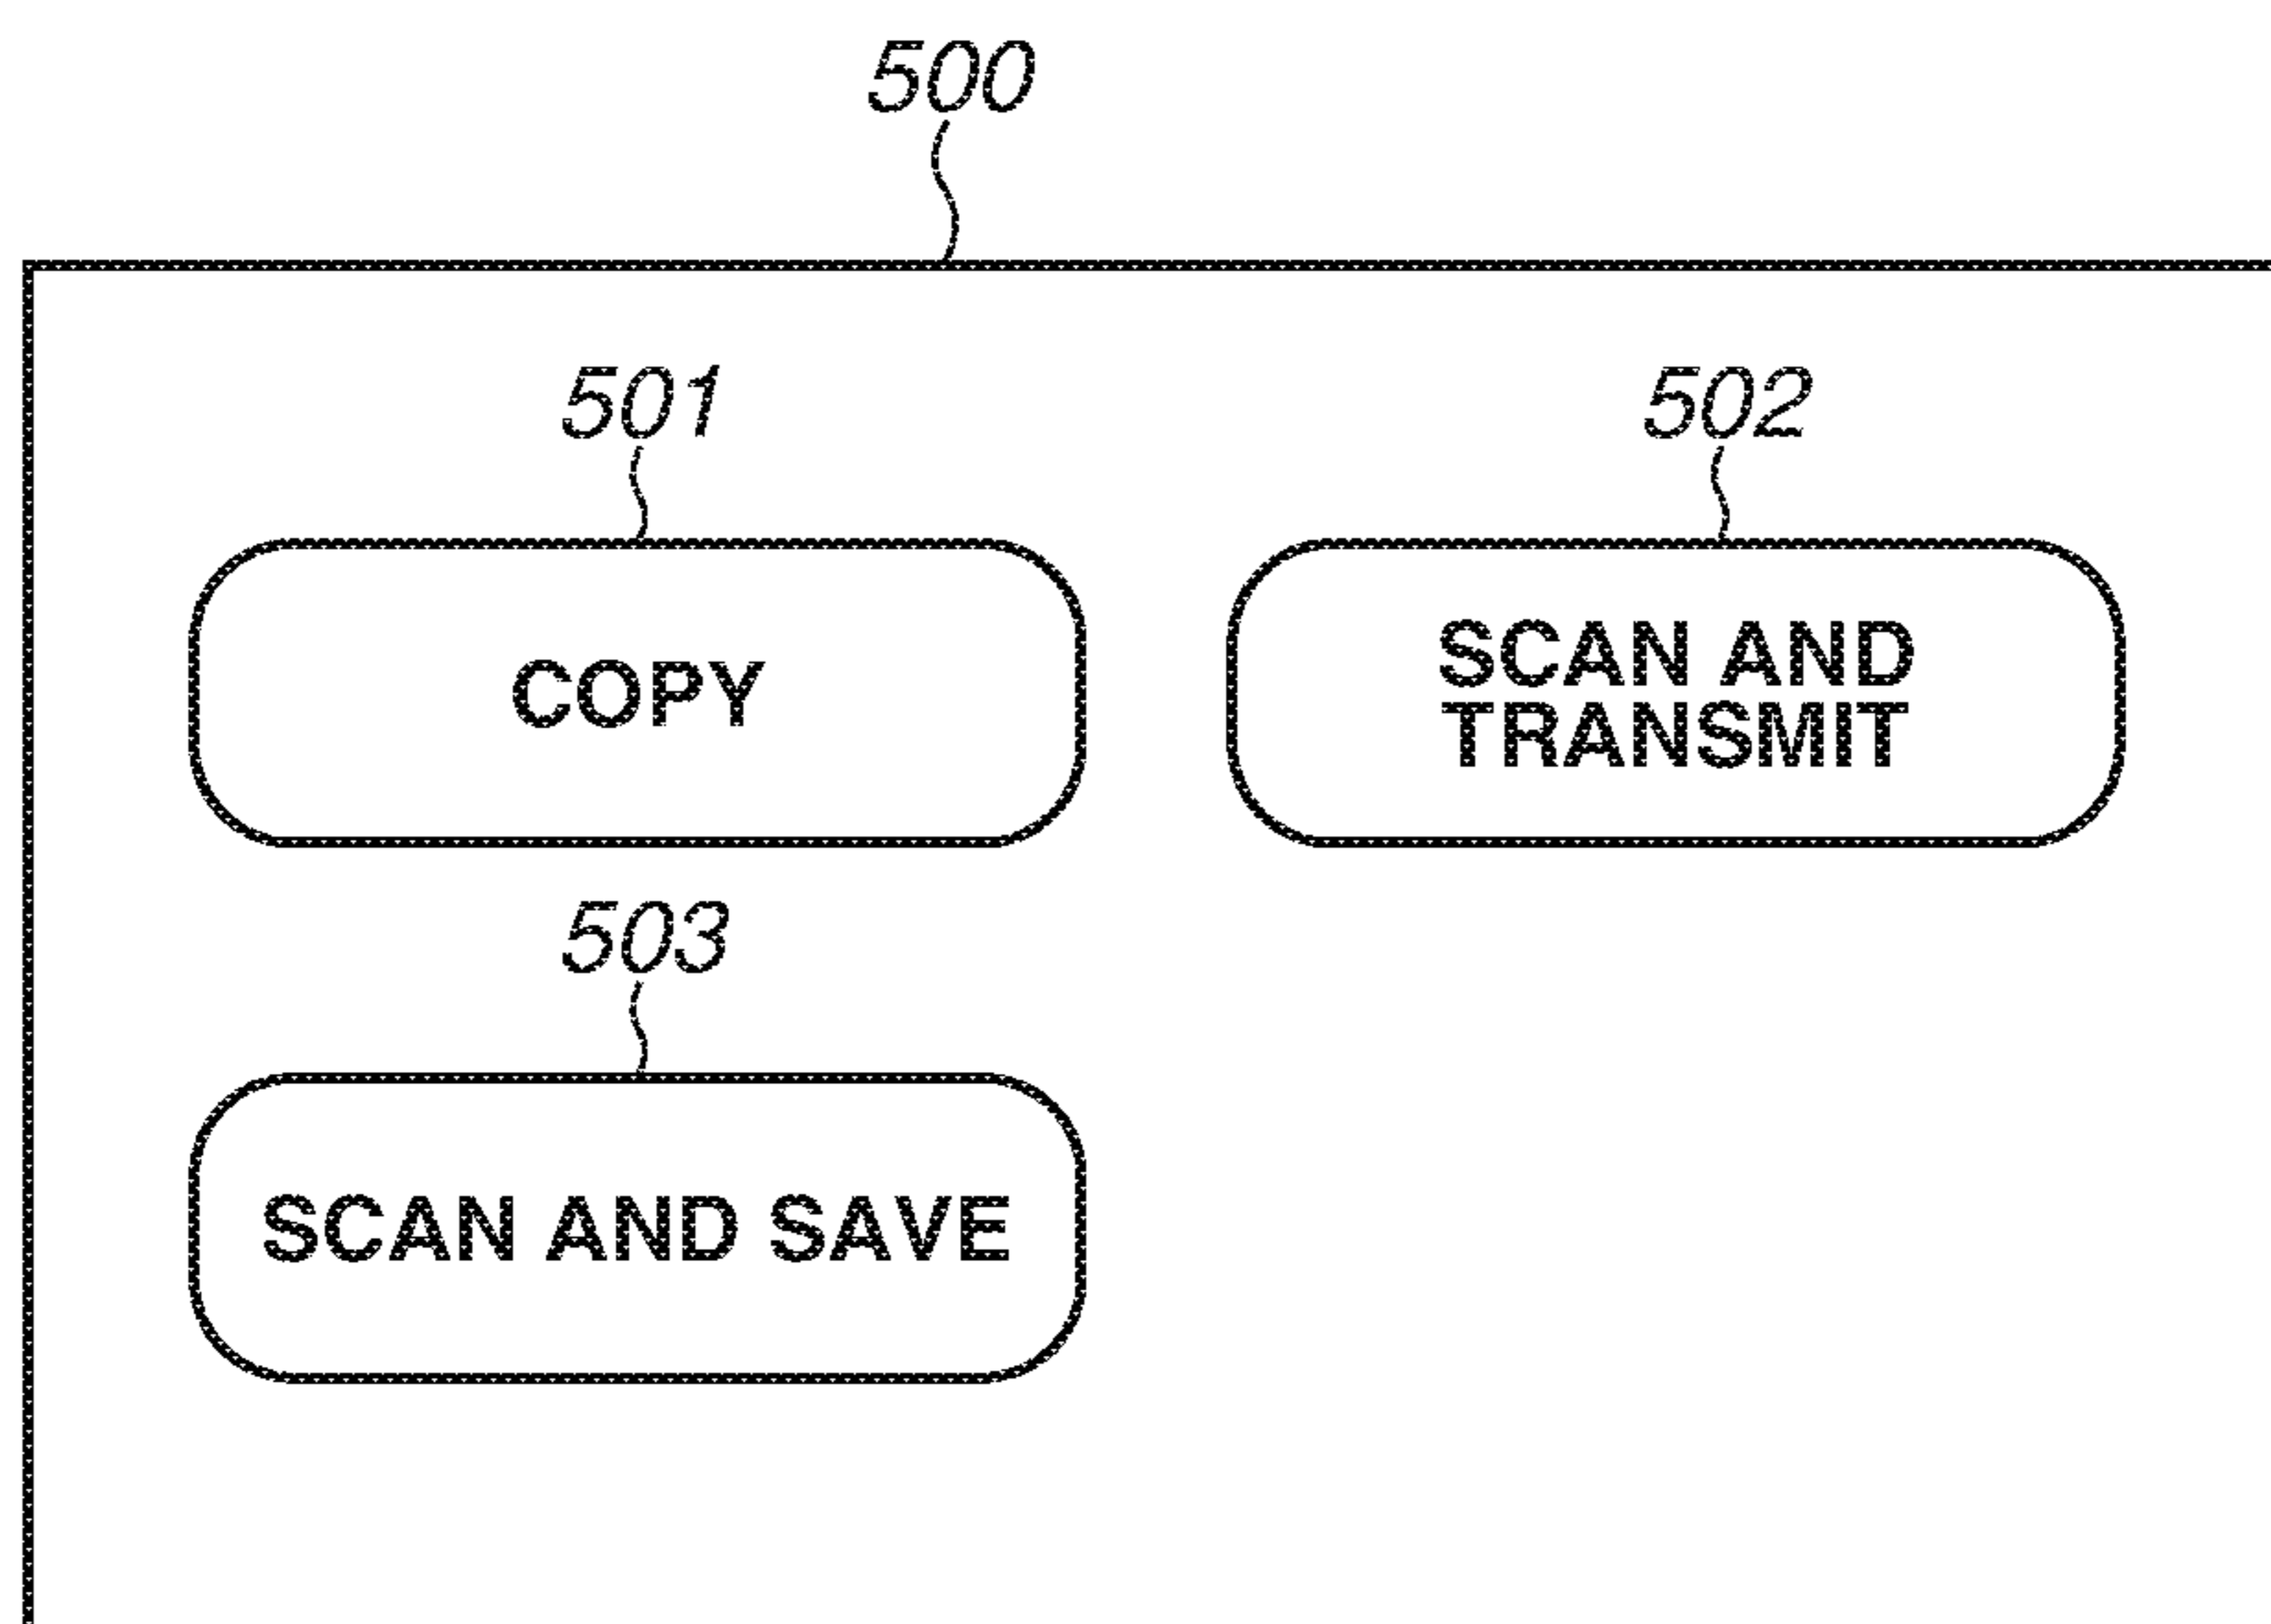 500
501
502
COPY
SCAN AND
TRANSMIT
503
SCAN AND SAVE